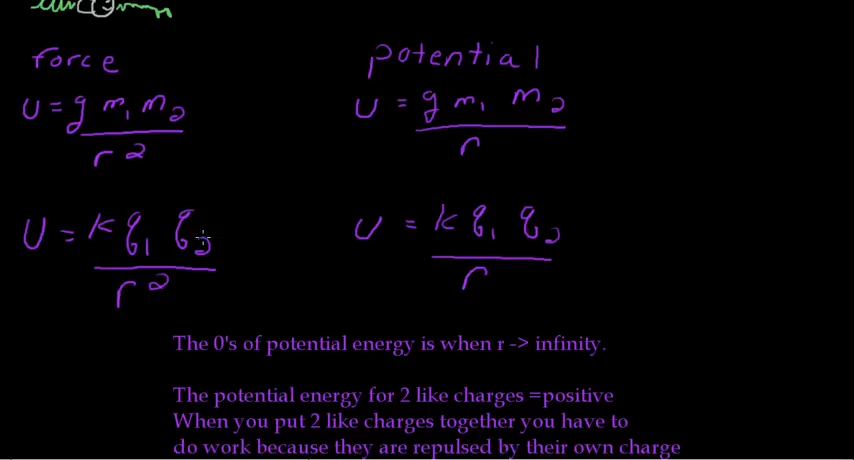 force potential
U = g m₁ m₂ / r² U = g m₁ m₂ / r
U = k q₁ q₂ / r² U = k q₁ q₂ / r
The 0's of potential energy is when r -> infinity.
The potential energy for 2 like charges =positive
When you put 2 like charges together you have to
do work because they are repulsed by their own charge